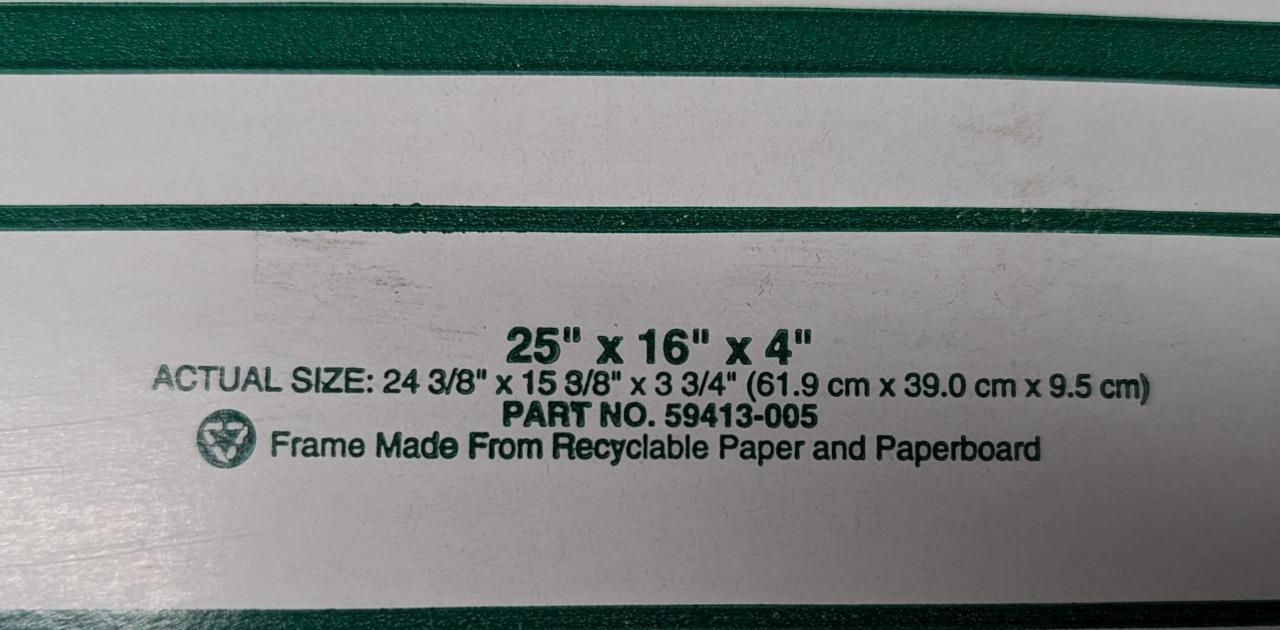 25" x 16" x 4"
ACTUAL SIZE: 24 3/8" x 15 3/8" x 3 3/4" (61.9 cm x 39.0 cm x 9.5 cm)
PART NO. 59413-005
Frame Made From Recyclable Paper and Paperboard